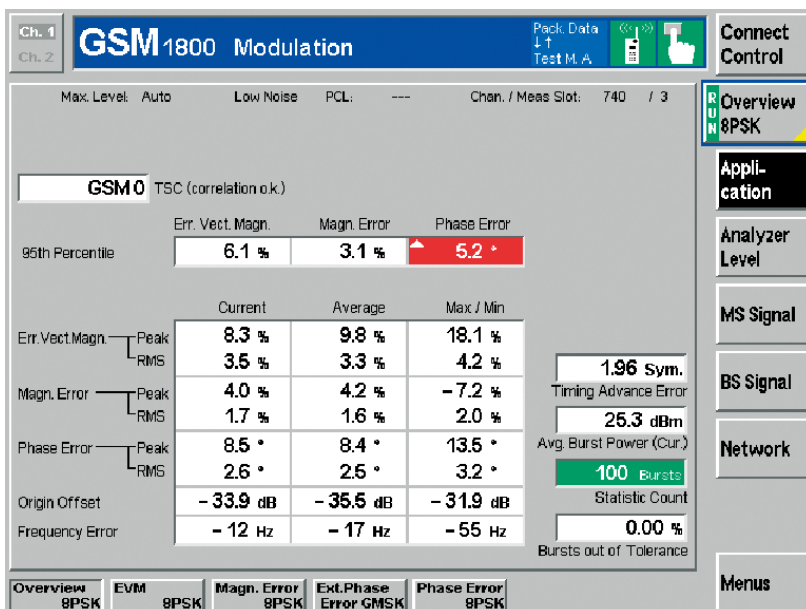 Ch. 1
Ch. 2
GSM 1800 Modulation
Pack. Data
Test M. A
Connect
Control
Max. Level: Auto Low Noise PCL: --- Chan. / Meas Slot: 740 / 3
RUN
Overview
8PSK
GSM 0 TSC (correlation o.k.)
Appli-
cation
Err. Vect. Magn. Magn. Error Phase Error
95th Percentile 6.1 % 3.1 % 5.2 °
Analyzer
Level
Current Average Max / Min
Err.Vect.Magn. Peak 8.3 % 9.8 % 18.1 %
RMS 3.5 % 3.3 % 4.2 %
Magn. Error Peak 4.0 % 4.2 % – 7.2 %
RMS 1.7 % 1.6 % 2.0 %
Phase Error Peak 8.5 ° 8.4 ° 13.5 °
RMS 2.6 ° 2.5 ° 3.2 °
Origin Offset – 33.9 dB – 35.5 dB – 31.9 dB
Frequency Error – 12 Hz – 17 Hz – 55 Hz
1.96 Sym.
Timing Advance Error
25.3 dBm
Avg. Burst Power (Cur.)
100 Bursts
Statistic Count
0.00 %
Bursts out of Tolerance
MS Signal
BS Signal
Network
Menus
Overview
8PSK
EVM
8PSK
Magn. Error
8PSK
Ext.Phase
Error GMSK
Phase Error
8PSK